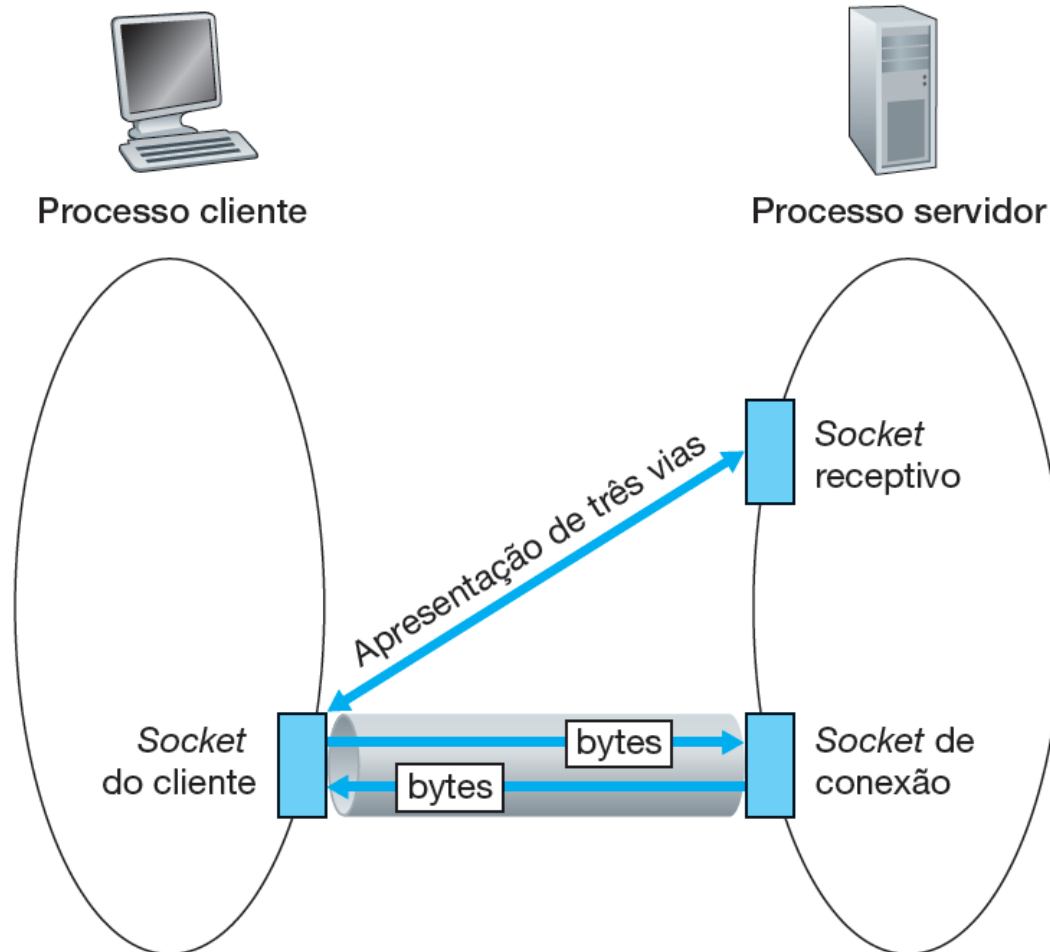 Processo cliente
Processo servidor
Socket
receptivo
Apresentação de três vias
Socket
do cliente
bytes
bytes
Socket de
conexão